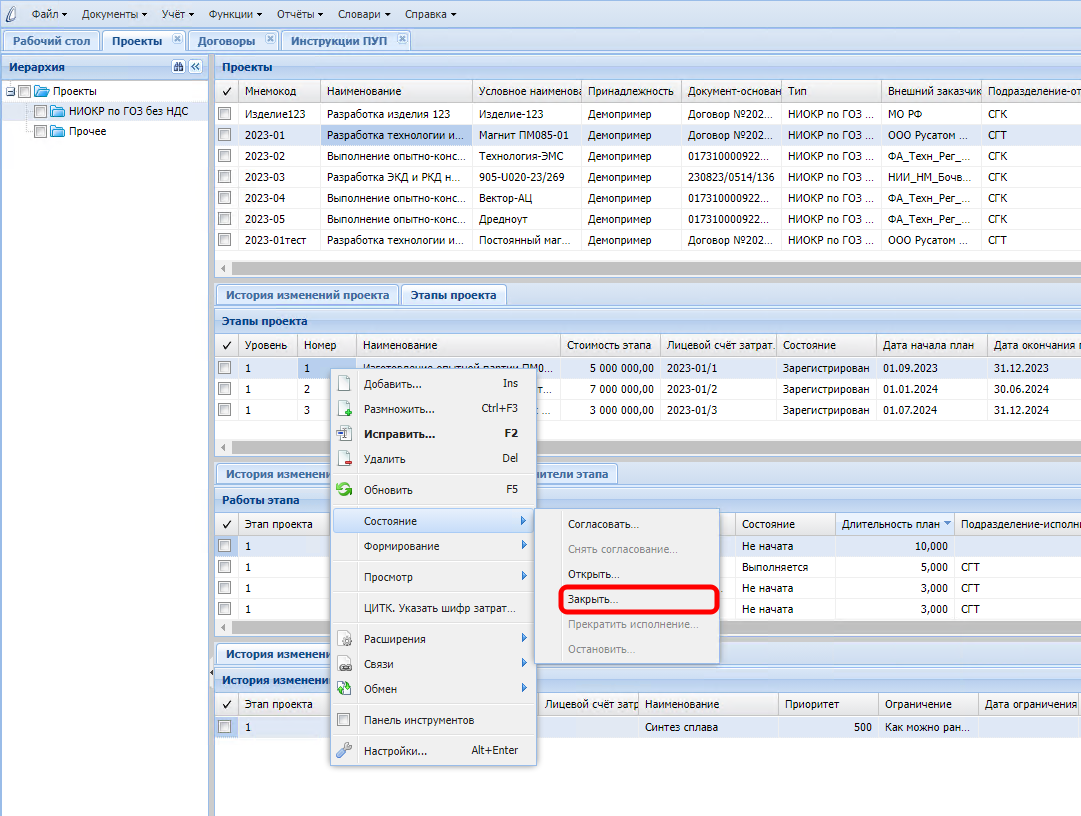 Файл Документы Учёт Функции Отчёты Словари Справка
Рабочий стол Проекты Договоры Инструкции ПУП
Иерархия
Проекты
НИОКР по ГОЗ без НДС
Прочее
Проекты
Мнемокод Наименование Условное наименова Принадлежность Документ-основан Тип Внешний заказчик Подразделение-от
Изделие123 Разработка изделия 123 Изделие-123 Демопример Договор №202... НИОКР по ГОЗ ... МО РФ СГК
2023-01 Разработка технологии и... Магнит ПМ085-01 Демопример Договор №202... НИОКР по ГОЗ ... ООО Русатом ... СГТ
2023-02 Выполнение опытно-конс... Технология-ЭМС Демопример 017310000922... НИОКР по ГОЗ ... ФА_Техн_Рег_... СГК
2023-03 Разработка ЭКД и РКД н... 905-U020-23/269 Демопример 230823/0514/136 НИОКР по ГОЗ ... НИИ_НМ_Бочв... СГК
2023-04 Выполнение опытно-конс... Вектор-АЦ Демопример 017310000922... НИОКР по ГОЗ ... ФА_Техн_Рег_... СГК
2023-05 Выполнение опытно-конс... Дредноут Демопример 017310000922... НИОКР по ГОЗ ... ФА_Техн_Рег_... СГК
2023-01тест Разработка технологии и... Постоянный маг... Демопример Договор №202... НИОКР по ГОЗ ... ООО Русатом ... СГТ
История изменений проекта Этапы проекта
Этапы проекта
Уровень Номер Наименование Стоимость этапа Лицевой счёт затрат. Состояние Дата начала план Дата окончания
1 1 Изготовление опытной партии ПМ0... 5 000 000,00 2023-01/1 Зарегистрирован 01.09.2023 31.12.2023
1 2 т... 7 000 000,00 2023-01/2 Зарегистрирован 01.01.2024 30.06.2024
1 3 ... 3 000 000,00 2023-01/3 Зарегистрирован 01.07.2024 31.12.2024
История изменени нители этапа
Работы этапа
Этап проекта Состояние Длительность план Подразделение-исполни
1 Не начата 10,000
1 Выполняется 5,000 СГТ
1 Не начата 3,000 СГТ
1 Не начата 3,000 СГТ
История изменени
История изменени
Этап проекта Лицевой счёт затр Наименование Приоритет Ограничение Дата ограничения
1 Синтез сплава 500 Как можно ран...
Добавить... Ins
Размножить... Ctrl+F3
Исправить... F2
Удалить Del
Обновить F5
Состояние
Формирование
Просмотр
ЦИТК. Указать шифр затрат...
Расширения
Связи
Обмен
Панель инструментов
Настройки... Alt+Enter
Согласовать...
Снять согласование...
Открыть...
Закрыть...
Прекратить исполнение...
Остановить...